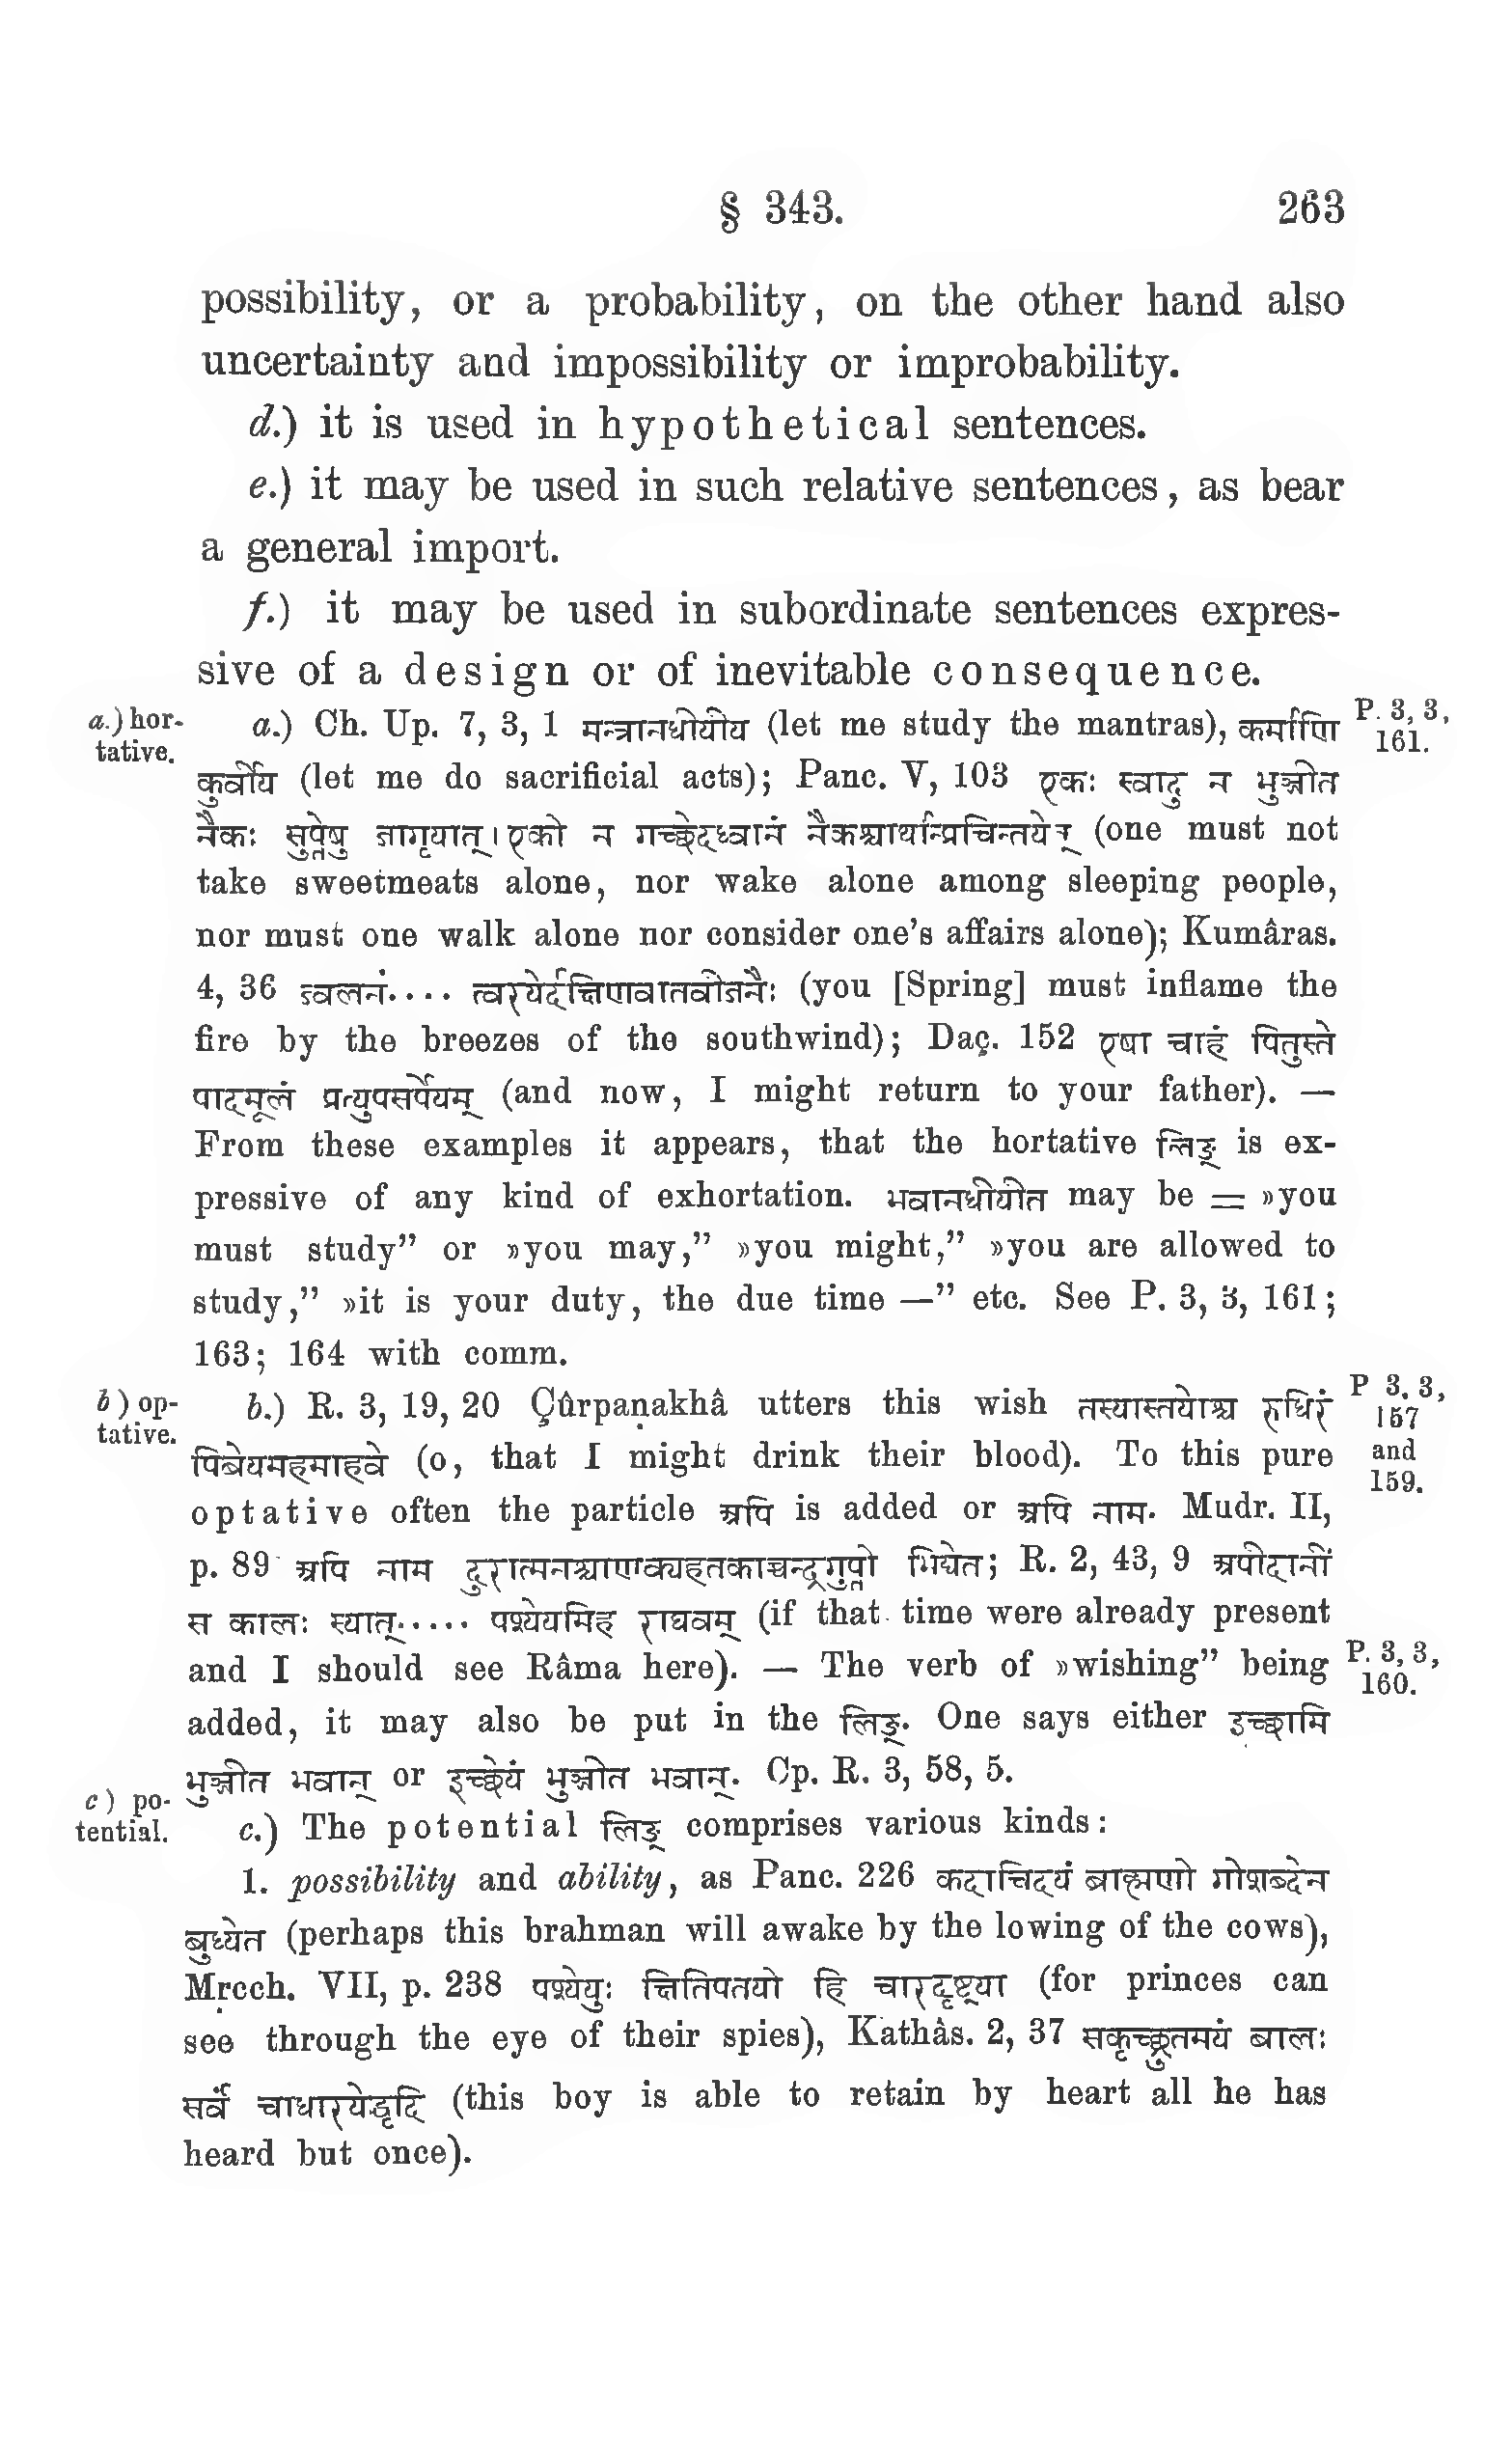 § 343. 263
possibility, or a probability, on the other hand also
uncertainty and impossibility or improbability.
d.) it is used in hypothetical sentences.
e.) it may be used in such relative sentences, as bear
a general import.
f.) it may be used in subordinate sentences expres-
sive of a design or of inevitable consequence.
a.) hor-
tative.
a.) Ch. Up. 7, 3, 1 मन्त्रानधीयीय (let me study the mantras), कर्माणि
P. 3, 3,
161.
कुर्वीय (let me do sacrificial acts); Panc. V, 103 एकः स्वादु न भुञ्जीत
नैकः सुप्तेषु जागृयात्। एको न गच्छेदध्वानं नैकश्चार्थान्प्रचिन्तयेत् (one must not
take sweetmeats alone, nor wake alone among sleeping people,
nor must one walk alone nor consider one's affairs alone); Kumâras.
4, 36 ज्वलनं.... त्वरयेर्दक्षिणवातवीजनैः (you [Spring] must inflame the
fire by the breezes of the southwind); Daç. 152 एषा चाहं पितुस्ते
पादमूलं प्रत्युपसर्पेयम् (and now, I might return to your father). —
From these examples it appears, that the hortative लिङ् is ex-
pressive of any kind of exhortation. भवानधीयीत may be = »you
must study” or »you may,” »you might,” »you are allowed to
study,” »it is your duty, the due time —” etc. See P. 3, 3, 161;
163; 164 with comm.
b) op-
tative.
b.) R. 3, 19, 20 Çûrpaṇakhâ utters this wish तस्यास्तयोश्च रुधिरं
P 3, 3,
157
and
159.
पिबेयमहमाहवे (o, that I might drink their blood). To this pure
optative often the particle अपि is added or अपि नाम. Mudr. II,
p. 89 अपि नाम दुरात्मनश्चाणक्यहतकाच्चन्द्रगुप्तो भिद्येत; R. 2, 43, 9 अपीदानीं
स कालः स्यात्..... पश्येयमिह राघवम् (if that time were already present
and I should see Râma here). — The verb of »wishing” being
P. 3, 3,
160.
added, it may also be put in the लिङ्. One says either इच्छामि
भुञ्जीत भवान् or इच्छेयं भुञ्जीत भवान्. Cp. R. 3, 58, 5.
c) po-
tential.
c.) The potential लिङ् comprises various kinds:
1. possibility and ability, as Panc. 226 कदाचिदयं ब्राह्मणो गोशब्देन
बुध्येत (perhaps this brahman will awake by the lowing of the cows),
Mṛcch. VII, p. 238 पश्येयुः क्षितिपतयो हि चारदृष्ट्या (for princes can
see through the eye of their spies), Kathâs. 2, 37 सकृच्छ्रुतमयं बालः
सर्वं चाधारयेद्धृदि (this boy is able to retain by heart all he has
heard but once).